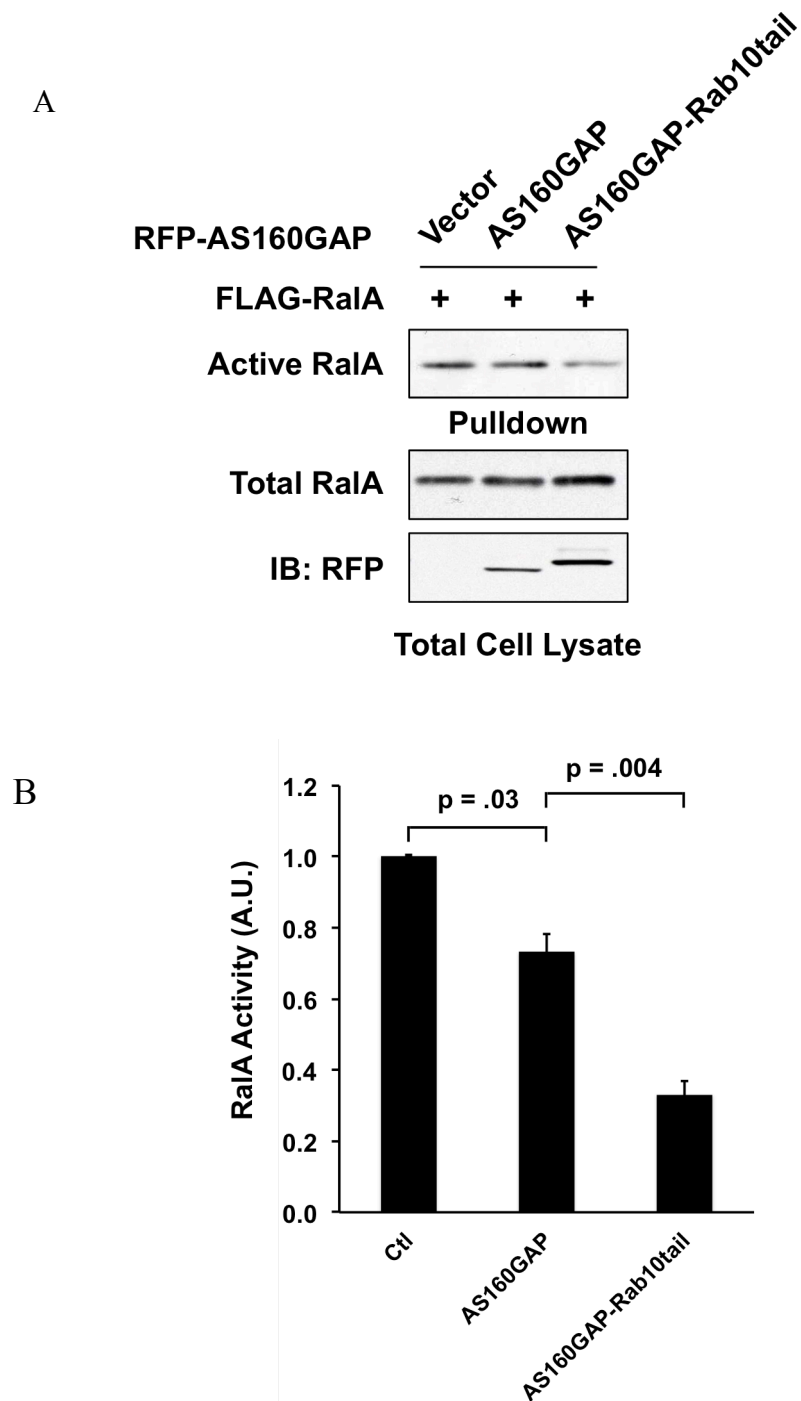 A
Vector
AS160GAP
AS160GAP-Rab10tail
RFP-AS160GAP
FLAG-RalA + + +
Active RalA
Pulldown
Total RalA
IB: RFP
Total Cell Lysate
B
p = .03
p = .004
RalA Activity (A.U.)
1.2
1.0
0.8
0.6
0.4
0.2
0.0
Ctl
AS160GAP
AS160GAP-Rab10tail